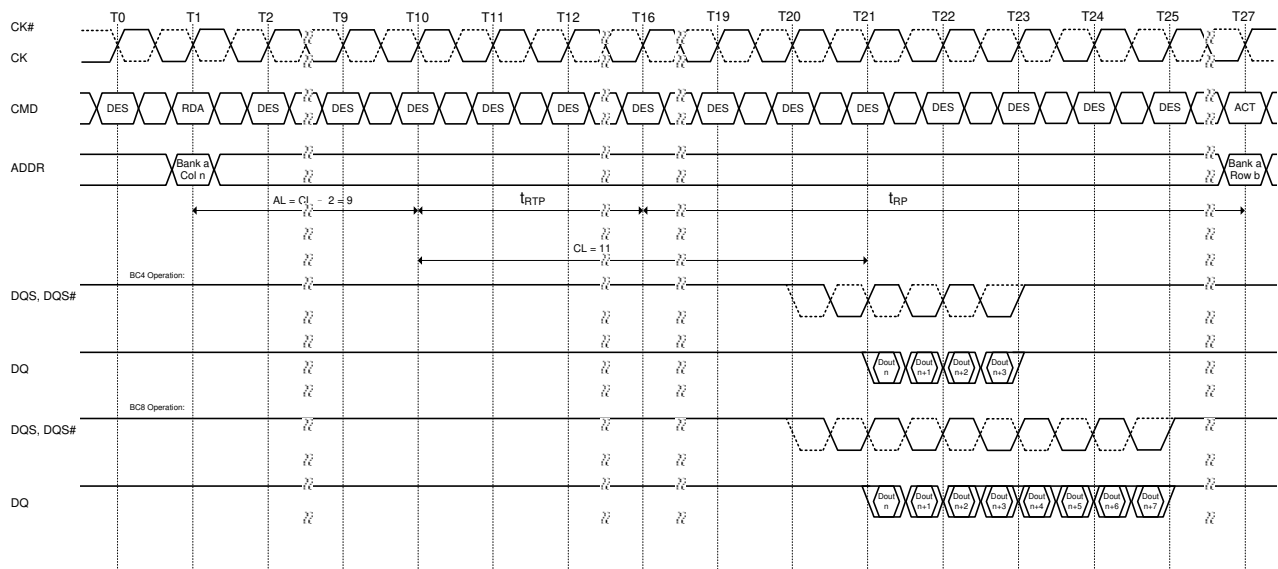 T0 T1 T2 T9 T10 T11 T12 T16 T19 T20 T21 T22 T23 T24 T25 T27
CK#
CK
CMD DES RDA DES DES DES DES DES DES DES DES DES DES DES DES DES ACT
ADDR
Bank a
Col n
Bank a
Row b
AL = CL - 2 = 9
tRTP
tRP
CL = 11
BC4 Operation:
DQS, DQS#
DQ
Dout n
Dout n+1
Dout n+2
Dout n+3
BC8 Operation:
DQS, DQS#
DQ
Dout n
Dout n+1
Dout n+2
Dout n+3
Dout n+4
Dout n+5
Dout n+6
Dout n+7